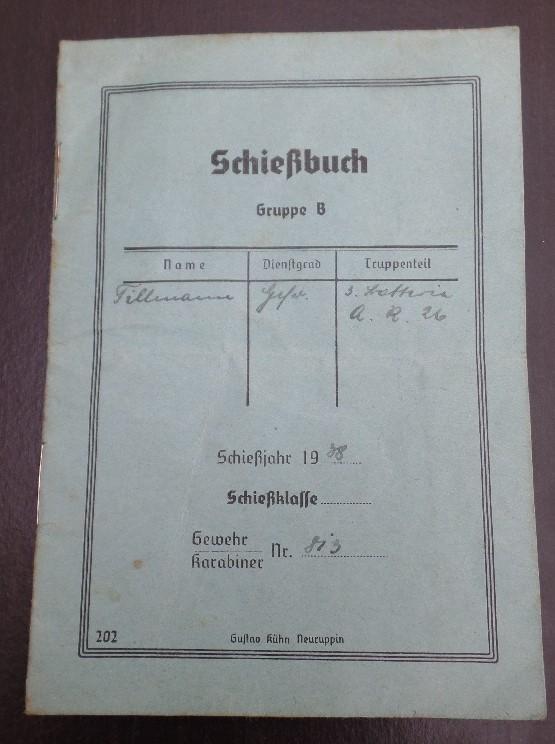 Schießbuch
Gruppe B
Name Dienstgrad Truppenteil
Tillmann Gefr. 3. Batterie
A. R. 26
Schießjahr 1938
Schießklasse
Gewehr
Karabiner Nr. 813
202 Gustav Kühn Neuruppin